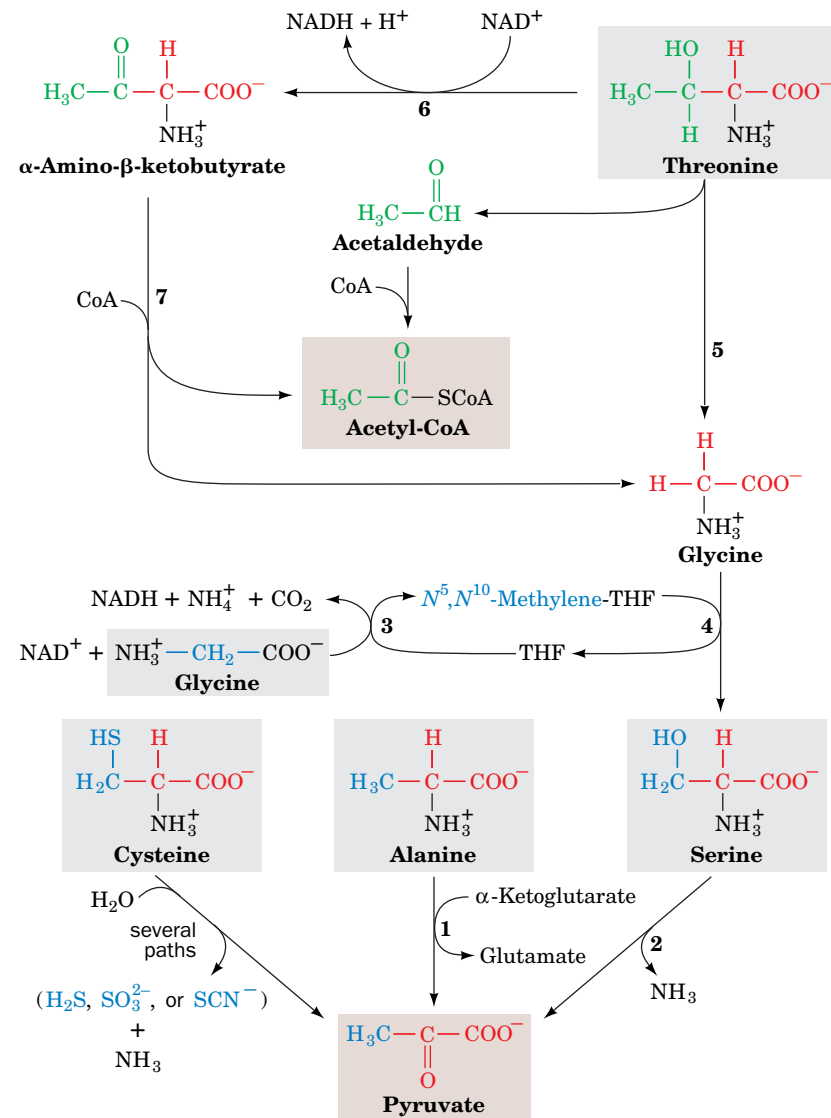 NADH + H⁺ NAD⁺
O H HO H
H₃C—C—C—COO⁻ 6 H₃C—C—C—COO⁻
NH₃⁺ H NH₃⁺
α-Amino-β-ketobutyrate Threonine
O
H₃C—CH
Acetaldehyde
CoA 7 CoA
5
O
H₃C—C—SCoA
Acetyl-CoA
H
H—C—COO⁻
NH₃⁺
Glycine
NADH + NH₄⁺ + CO₂ N⁵,N¹⁰-Methylene-THF
3 4
NAD⁺ + NH₃⁺—CH₂—COO⁻ THF
Glycine
HS H H HO H
H₂C—C—COO⁻ H₃C—C—COO⁻ H₂C—C—COO⁻
NH₃⁺ NH₃⁺ NH₃⁺
Cysteine Alanine Serine
H₂O α-Ketoglutarate
several 1 2
paths Glutamate
(H₂S, SO₃²⁻, or SCN⁻) NH₃
+
NH₃
H₃C—C—COO⁻
O
Pyruvate